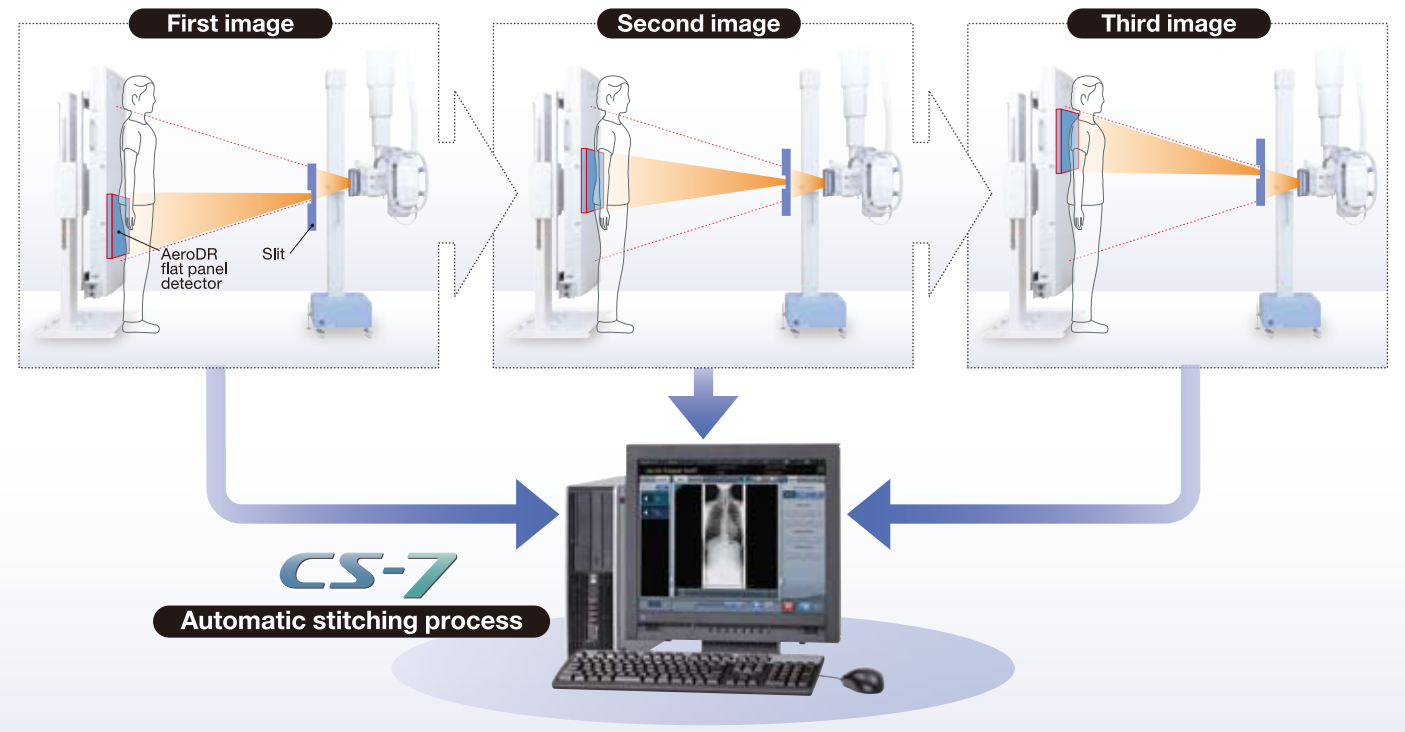 First image
Second image
Third image
AeroDR
flat panel
detector
Slit
CS-7
Automatic stitching process